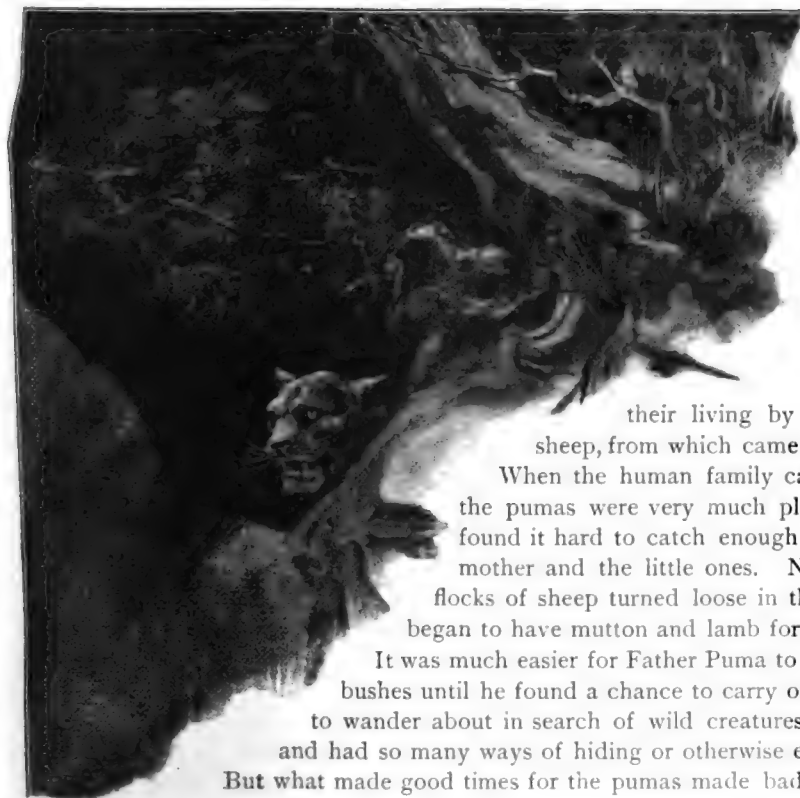 their living by
sheep, from which came
When the human family
the pumas were very much
found it hard to catch enough
mother and the little ones.
flocks of sheep turned loose in
began to have mutton and lamb for
It was much easier for Father Puma to
bushes until he found a chance to carry
to wander about in search of wild creatures
and had so many ways of hiding or otherwise
But what made good times for the pumas made bad